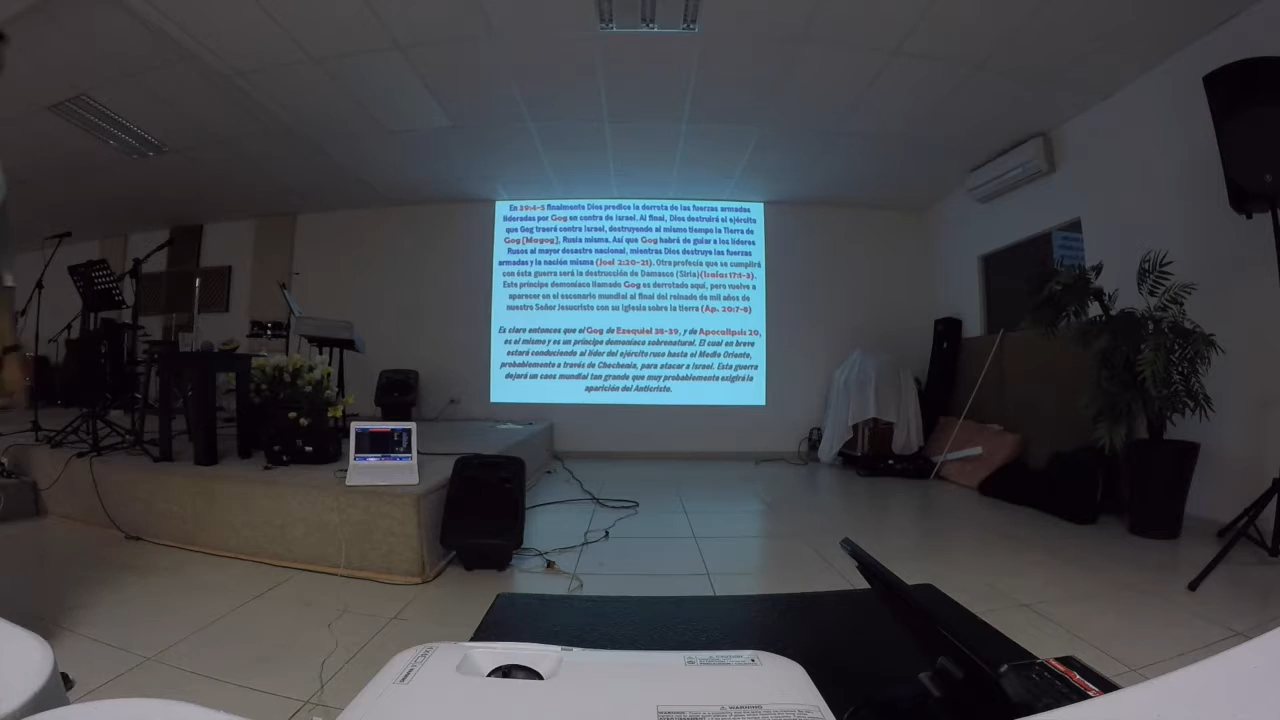 En 39:4-5 finalmente Dios predice la derrota de las fuerzas armadas
lideradas por Gog en contra de Israel. Al final, Dios destruirá el ejército
que Gog traerá contra Israel, destruyendo al mismo tiempo la Tierra de
Gog [Magog], Rusia misma. Así que Gog habrá de guiar a los líderes
Rusos al mayor desastre nacional, mientras Dios destruye las fuerzas
armadas y la nación misma (Joel 2:20-21). Otra profecía que se cumplirá
con ésta guerra será la destrucción de Damasco (Siria)(Isaías 17:1-3).
Este príncipe demoníaco llamado Gog es derrotado aquí, pero vuelve a
aparecer en el escenario mundial al final del reinado de mil años de
nuestro Señor Jesucristo con su Iglesia sobre la tierra (Ap. 20:7-8)
Es claro entonces que el Gog de Ezequiel 38-39, y de Apocalipsis 20,
es el mismo y es un príncipe demoníaco sobrenatural. El cual en breve
estará conduciendo al líder del ejército ruso hasta el Medio Oriente,
probablemente a través de Chechenia, para atacar a Israel. Esta guerra
dejará un caos mundial tan grande que muy probablemente exigirá la
aparición del Anticristo.
CAUTION
WARNING